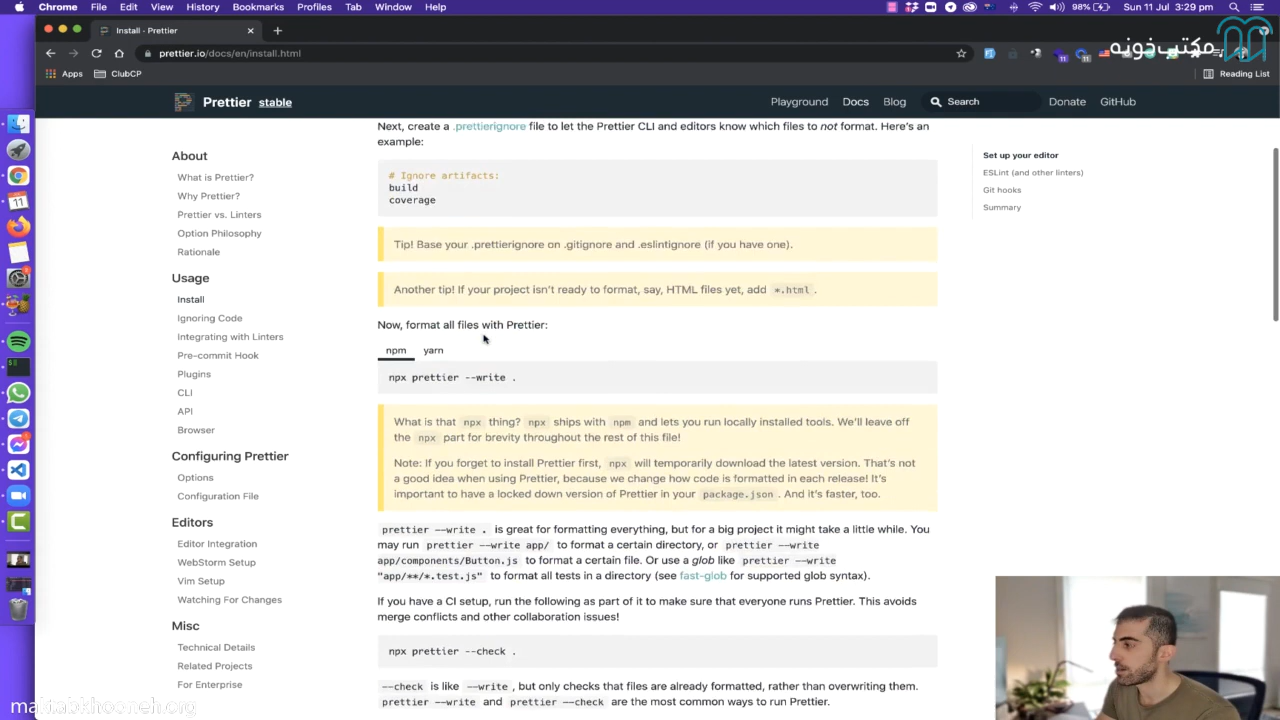 Chrome File Edit View History Bookmarks Profiles Tab Window Help 98% Sun 11 Jul 3:29 pm
Install - Prettier
prettier.io/docs/en/install.html
مکتب‌خونه
Apps ClubCP Reading List
Prettier stable Playground Docs Blog Search Donate GitHub
About
What is Prettier?
Why Prettier?
Prettier vs. Linters
Option Philosophy
Rationale
Usage
Install
Ignoring Code
Integrating with Linters
Pre-commit Hook
Plugins
CLI
API
Browser
Configuring Prettier
Options
Configuration File
Editors
Editor Integration
WebStorm Setup
Vim Setup
Watching For Changes
Misc
Technical Details
Related Projects
For Enterprise
Next, create a .prettierignore file to let the Prettier CLI and editors know which files to not format. Here's an
example:
# Ignore artifacts:
build
coverage
Tip! Base your .prettierignore on .gitignore and .eslintignore (if you have one).
Another tip! If your project isn't ready to format, say, HTML files yet, add *.html .
Now, format all files with Prettier:
npm yarn
npx prettier --write .
What is that npx thing? npx ships with npm and lets you run locally installed tools. We'll leave off
the npx part for brevity throughout the rest of this file!
Note: If you forget to install Prettier first, npx will temporarily download the latest version. That's not
a good idea when using Prettier, because we change how code is formatted in each release! It's
important to have a locked down version of Prettier in your package.json . And it's faster, too.
prettier --write . is great for formatting everything, but for a big project it might take a little while. You
may run prettier --write app/ to format a certain directory, or prettier --write
app/components/Button.js to format a certain file. Or use a glob like prettier --write
"app/**/*.test.js" to format all tests in a directory (see fast-glob for supported glob syntax).
If you have a CI setup, run the following as part of it to make sure that everyone runs Prettier. This avoids
merge conflicts and other collaboration issues!
npx prettier --check .
--check is like --write , but only checks that files are already formatted, rather than overwriting them.
prettier --write and prettier --check are the most common ways to run Prettier.
Set up your editor
ESLint (and other linters)
Git hooks
Summary
maktabkhooneh.org